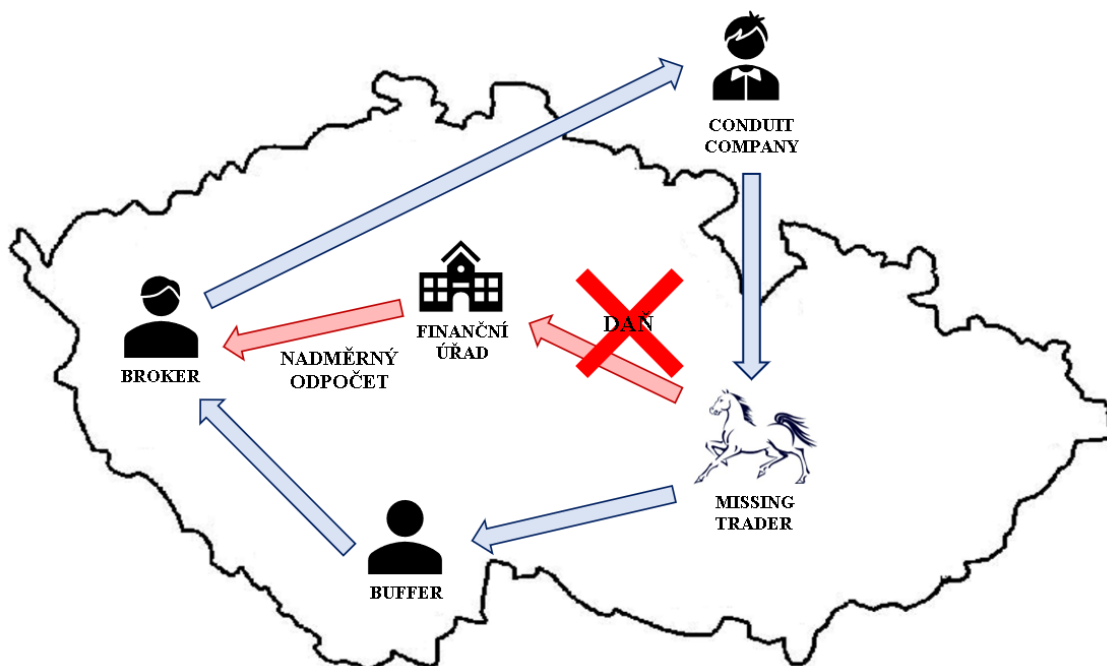 CONDUIT
COMPANY
FINANČNÍ
ÚŘAD
DAŇ
NADMĚRNÝ
ODPOČET
BROKER
MISSING
TRADER
BUFFER